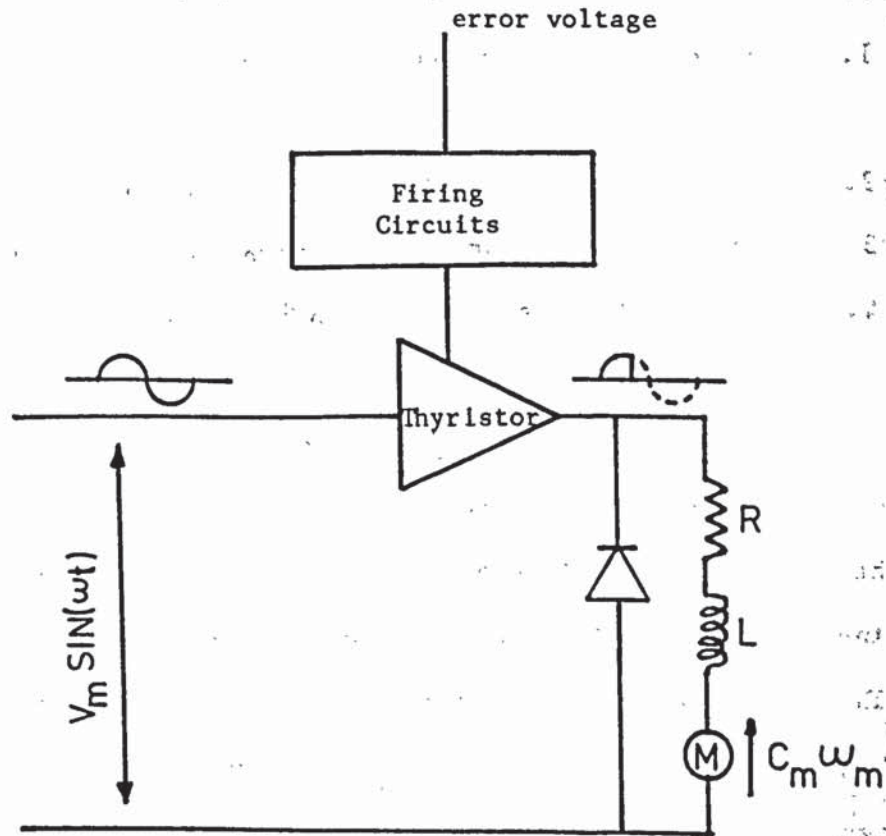 error voltage
Firing
Circuits
Thyristor
R
L
V_m SIN(ωt)
M
C_m ω_m